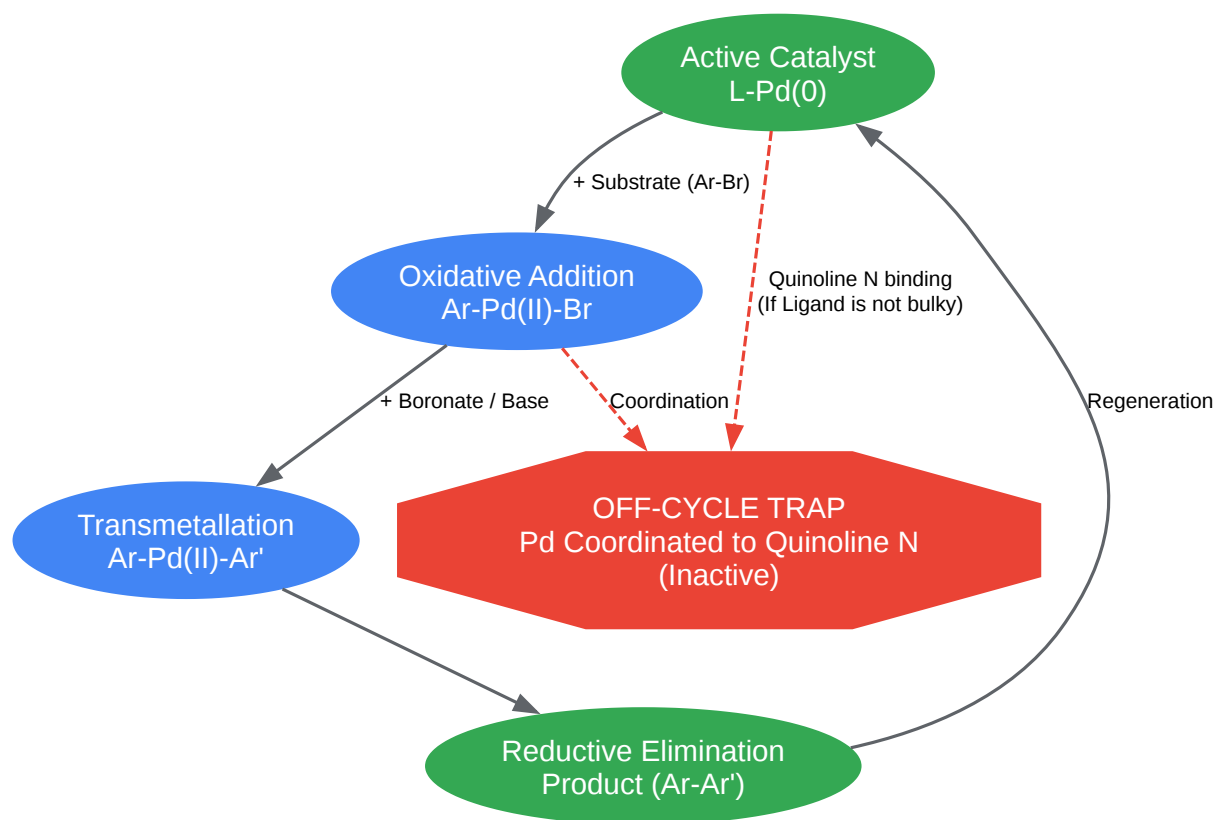 Active Catalyst
L-Pd(0)
+ Substrate (Ar-Br)
Oxidative Addition
Ar-Pd(II)-Br
Quinoline N binding
(If Ligand is not bulky)
+ Boronate / Base
Coordination
Regeneration
Transmetallation
Ar-Pd(II)-Ar'
OFF-CYCLE TRAP
Pd Coordinated to Quinoline N
(Inactive)
Reductive Elimination
Product (Ar-Ar')